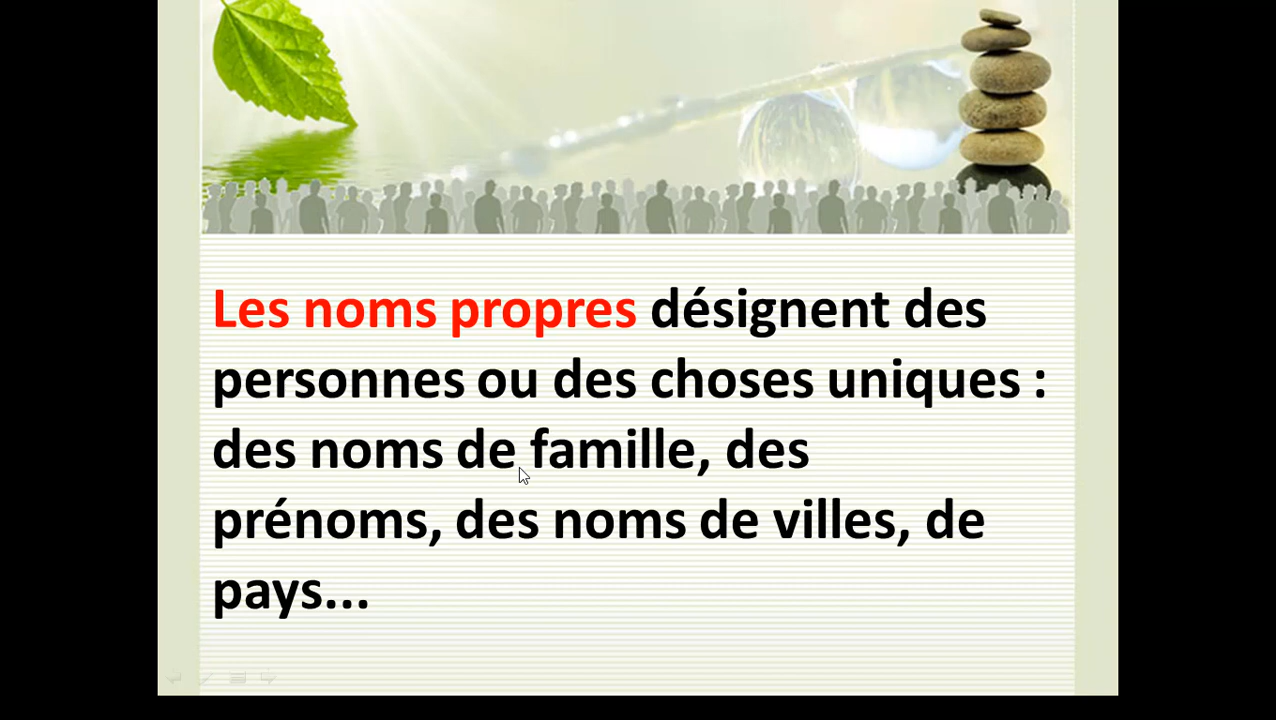 Les noms propres désignent des
personnes ou des choses uniques :
des noms de famille, des
prénoms, des noms de villes, de
pays...